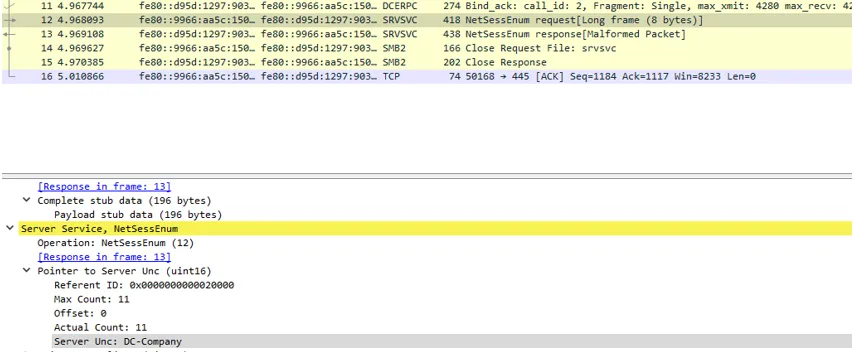 11 4.967744 fe80::d95d:1297:903… fe80::9966:aa5c:150… DCERPC 274 Bind_ack: call_id: 2, Fragment: Single, max_xmit: 4280 max_recv: 42
12 4.968093 fe80::9966:aa5c:150… fe80::d95d:1297:903… SRVSVC 418 NetSessEnum request[Long frame (8 bytes)]
13 4.969108 fe80::d95d:1297:903… fe80::9966:aa5c:150… SRVSVC 438 NetSessEnum response[Malformed Packet]
14 4.969627 fe80::9966:aa5c:150… fe80::d95d:1297:903… SMB2 166 Close Request File: srvsvc
15 4.970385 fe80::d95d:1297:903… fe80::9966:aa5c:150… SMB2 202 Close Response
16 5.010866 fe80::9966:aa5c:150… fe80::d95d:1297:903… TCP 74 50168 → 445 [ACK] Seq=1184 Ack=1117 Win=8233 Len=0
[Response in frame: 13]
Complete stub data (196 bytes)
Payload stub data (196 bytes)
Server Service, NetSessEnum
Operation: NetSessEnum (12)
[Response in frame: 13]
Pointer to Server Unc (uint16)
Referent ID: 0x0000000000020000
Max Count: 11
Offset: 0
Actual Count: 11
Server Unc: DC-Company